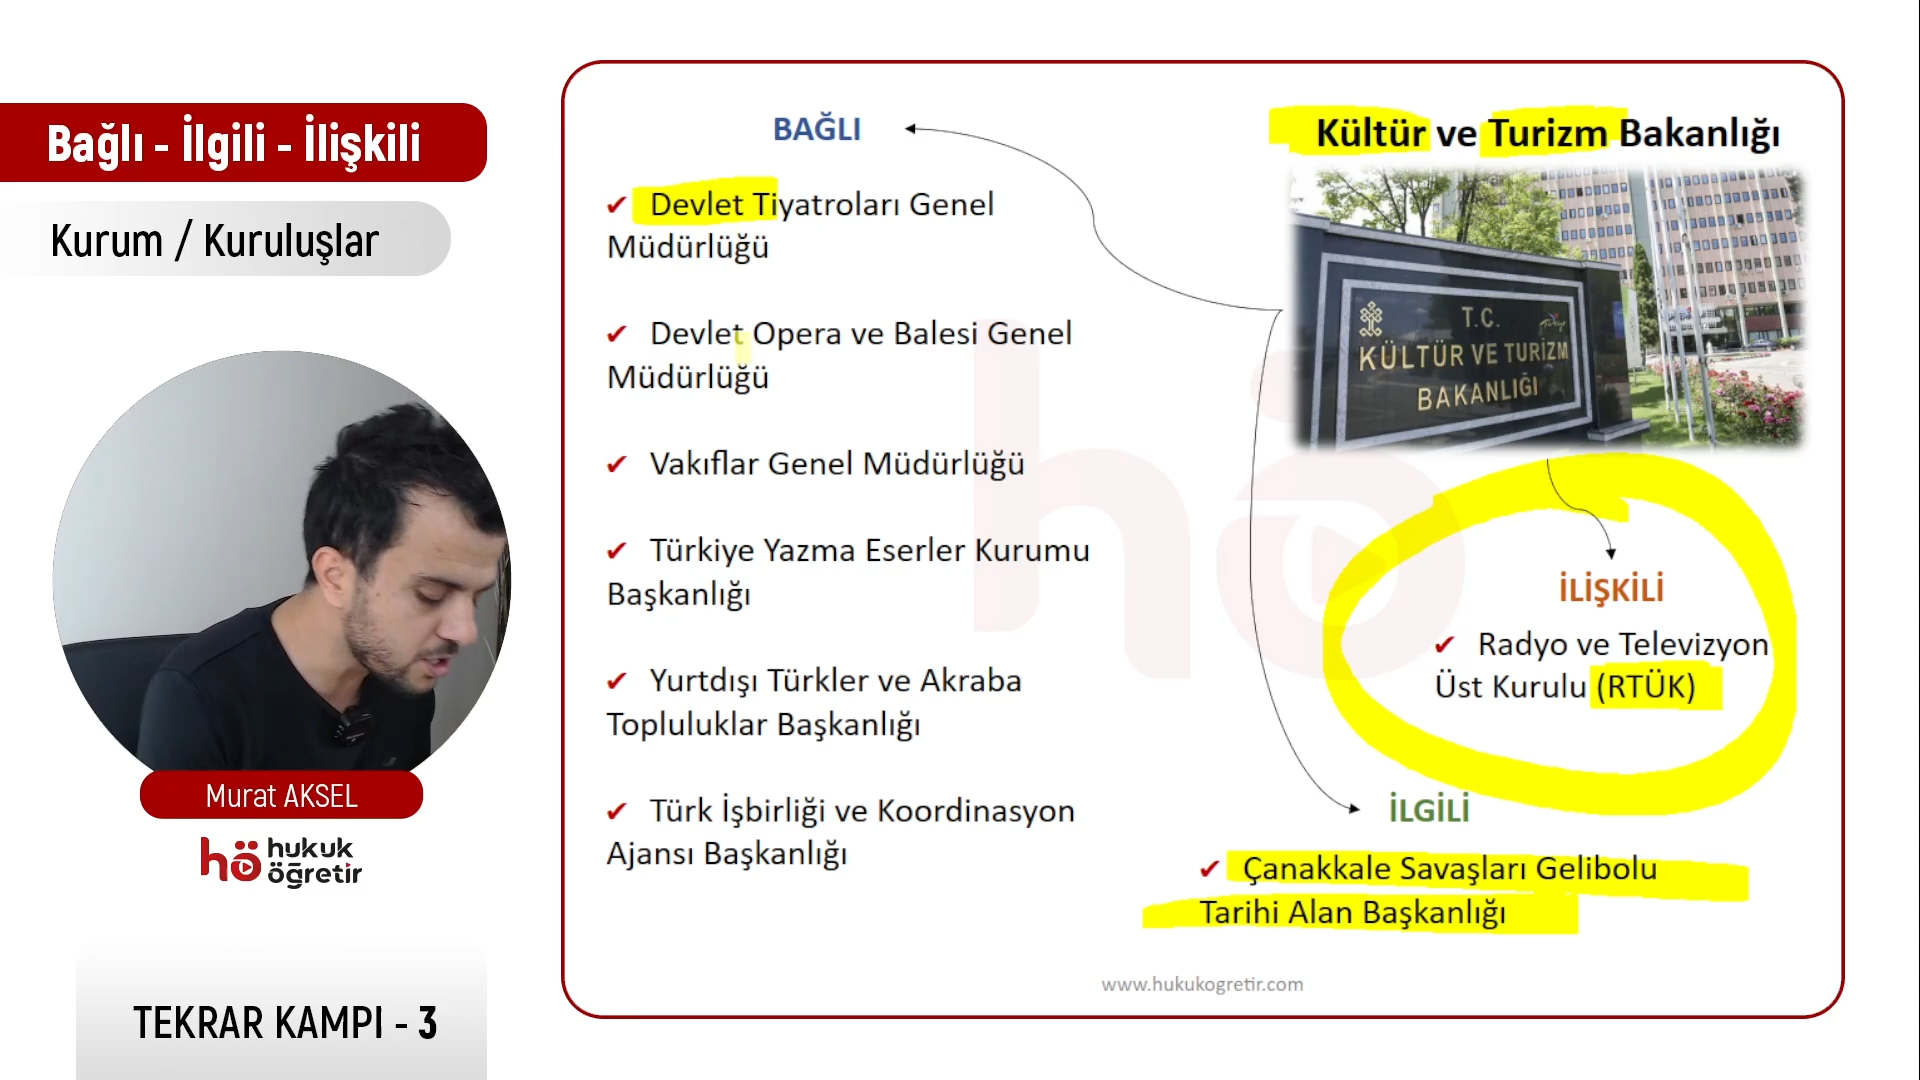 Bağlı - İlgili - İlişkili
Kurum / Kuruluşlar
Murat AKSEL
hö hukuk
öğretir
TEKRAR KAMPI - 3
BAĞLI
✔ Devlet Tiyatroları Genel
Müdürlüğü
✔ Devlet Opera ve Balesi Genel
Müdürlüğü
✔ Vakıflar Genel Müdürlüğü
✔ Türkiye Yazma Eserler Kurumu
Başkanlığı
✔ Yurtdışı Türkler ve Akraba
Topluluklar Başkanlığı
✔ Türk İşbirliği ve Koordinasyon
Ajansı Başkanlığı
Kültür ve Turizm Bakanlığı
T.C.
KÜLTÜR VE TURİZM
BAKANLIĞI
İLİŞKİLİ
✔ Radyo ve Televizyon
Üst Kurulu (RTÜK)
İLGİLİ
✔ Çanakkale Savaşları Gelibolu
Tarihi Alan Başkanlığı
hö
www.hukukogretir.com